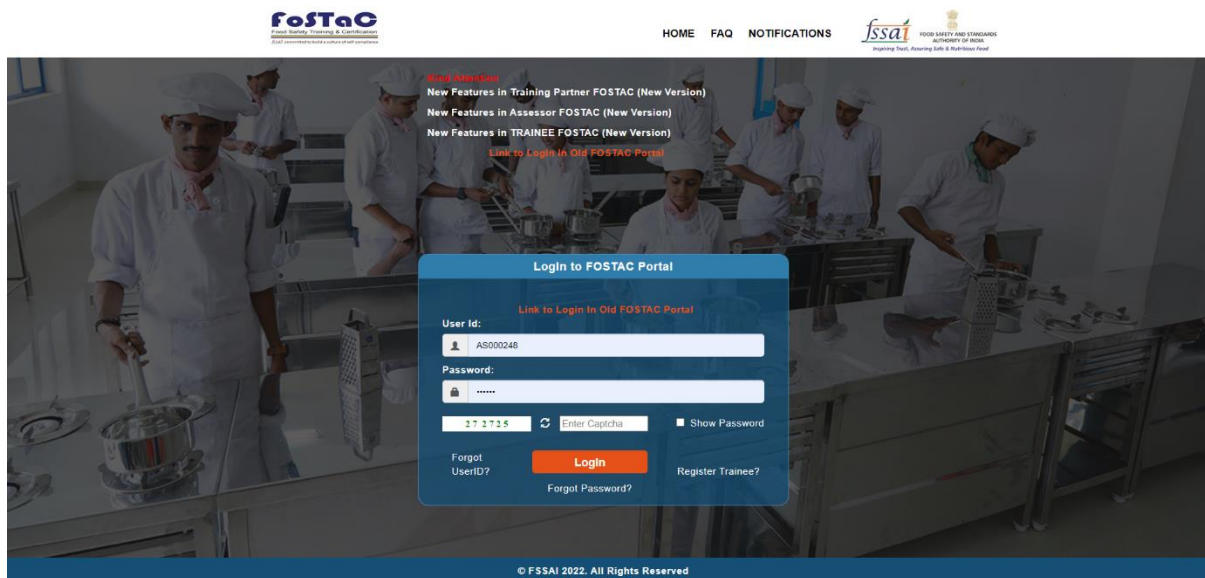 FoSTaC
Food Safety Training & Certification
HOME FAQ NOTIFICATIONS
fssai
FOOD SAFETY AND STANDARDS
AUTHORITY OF INDIA
Inspiring Trust, Assuring Safe & Nutritious Food
Kind Attention
New Features in Training Partner FOSTAC (New Version)
New Features in Assessor FOSTAC (New Version)
New Features in TRAINEE FOSTAC (New Version)
Link to Login In Old FOSTAC Portal
LogIn to FOSTAC Portal
Link to Login In Old FOSTAC Portal
User Id:
AS000248
Password:
······
272725 Enter Captcha Show Password
Forgot
UserID?
LogIn
Register Trainee?
Forgot Password?
© FSSAI 2022. All Rights Reserved